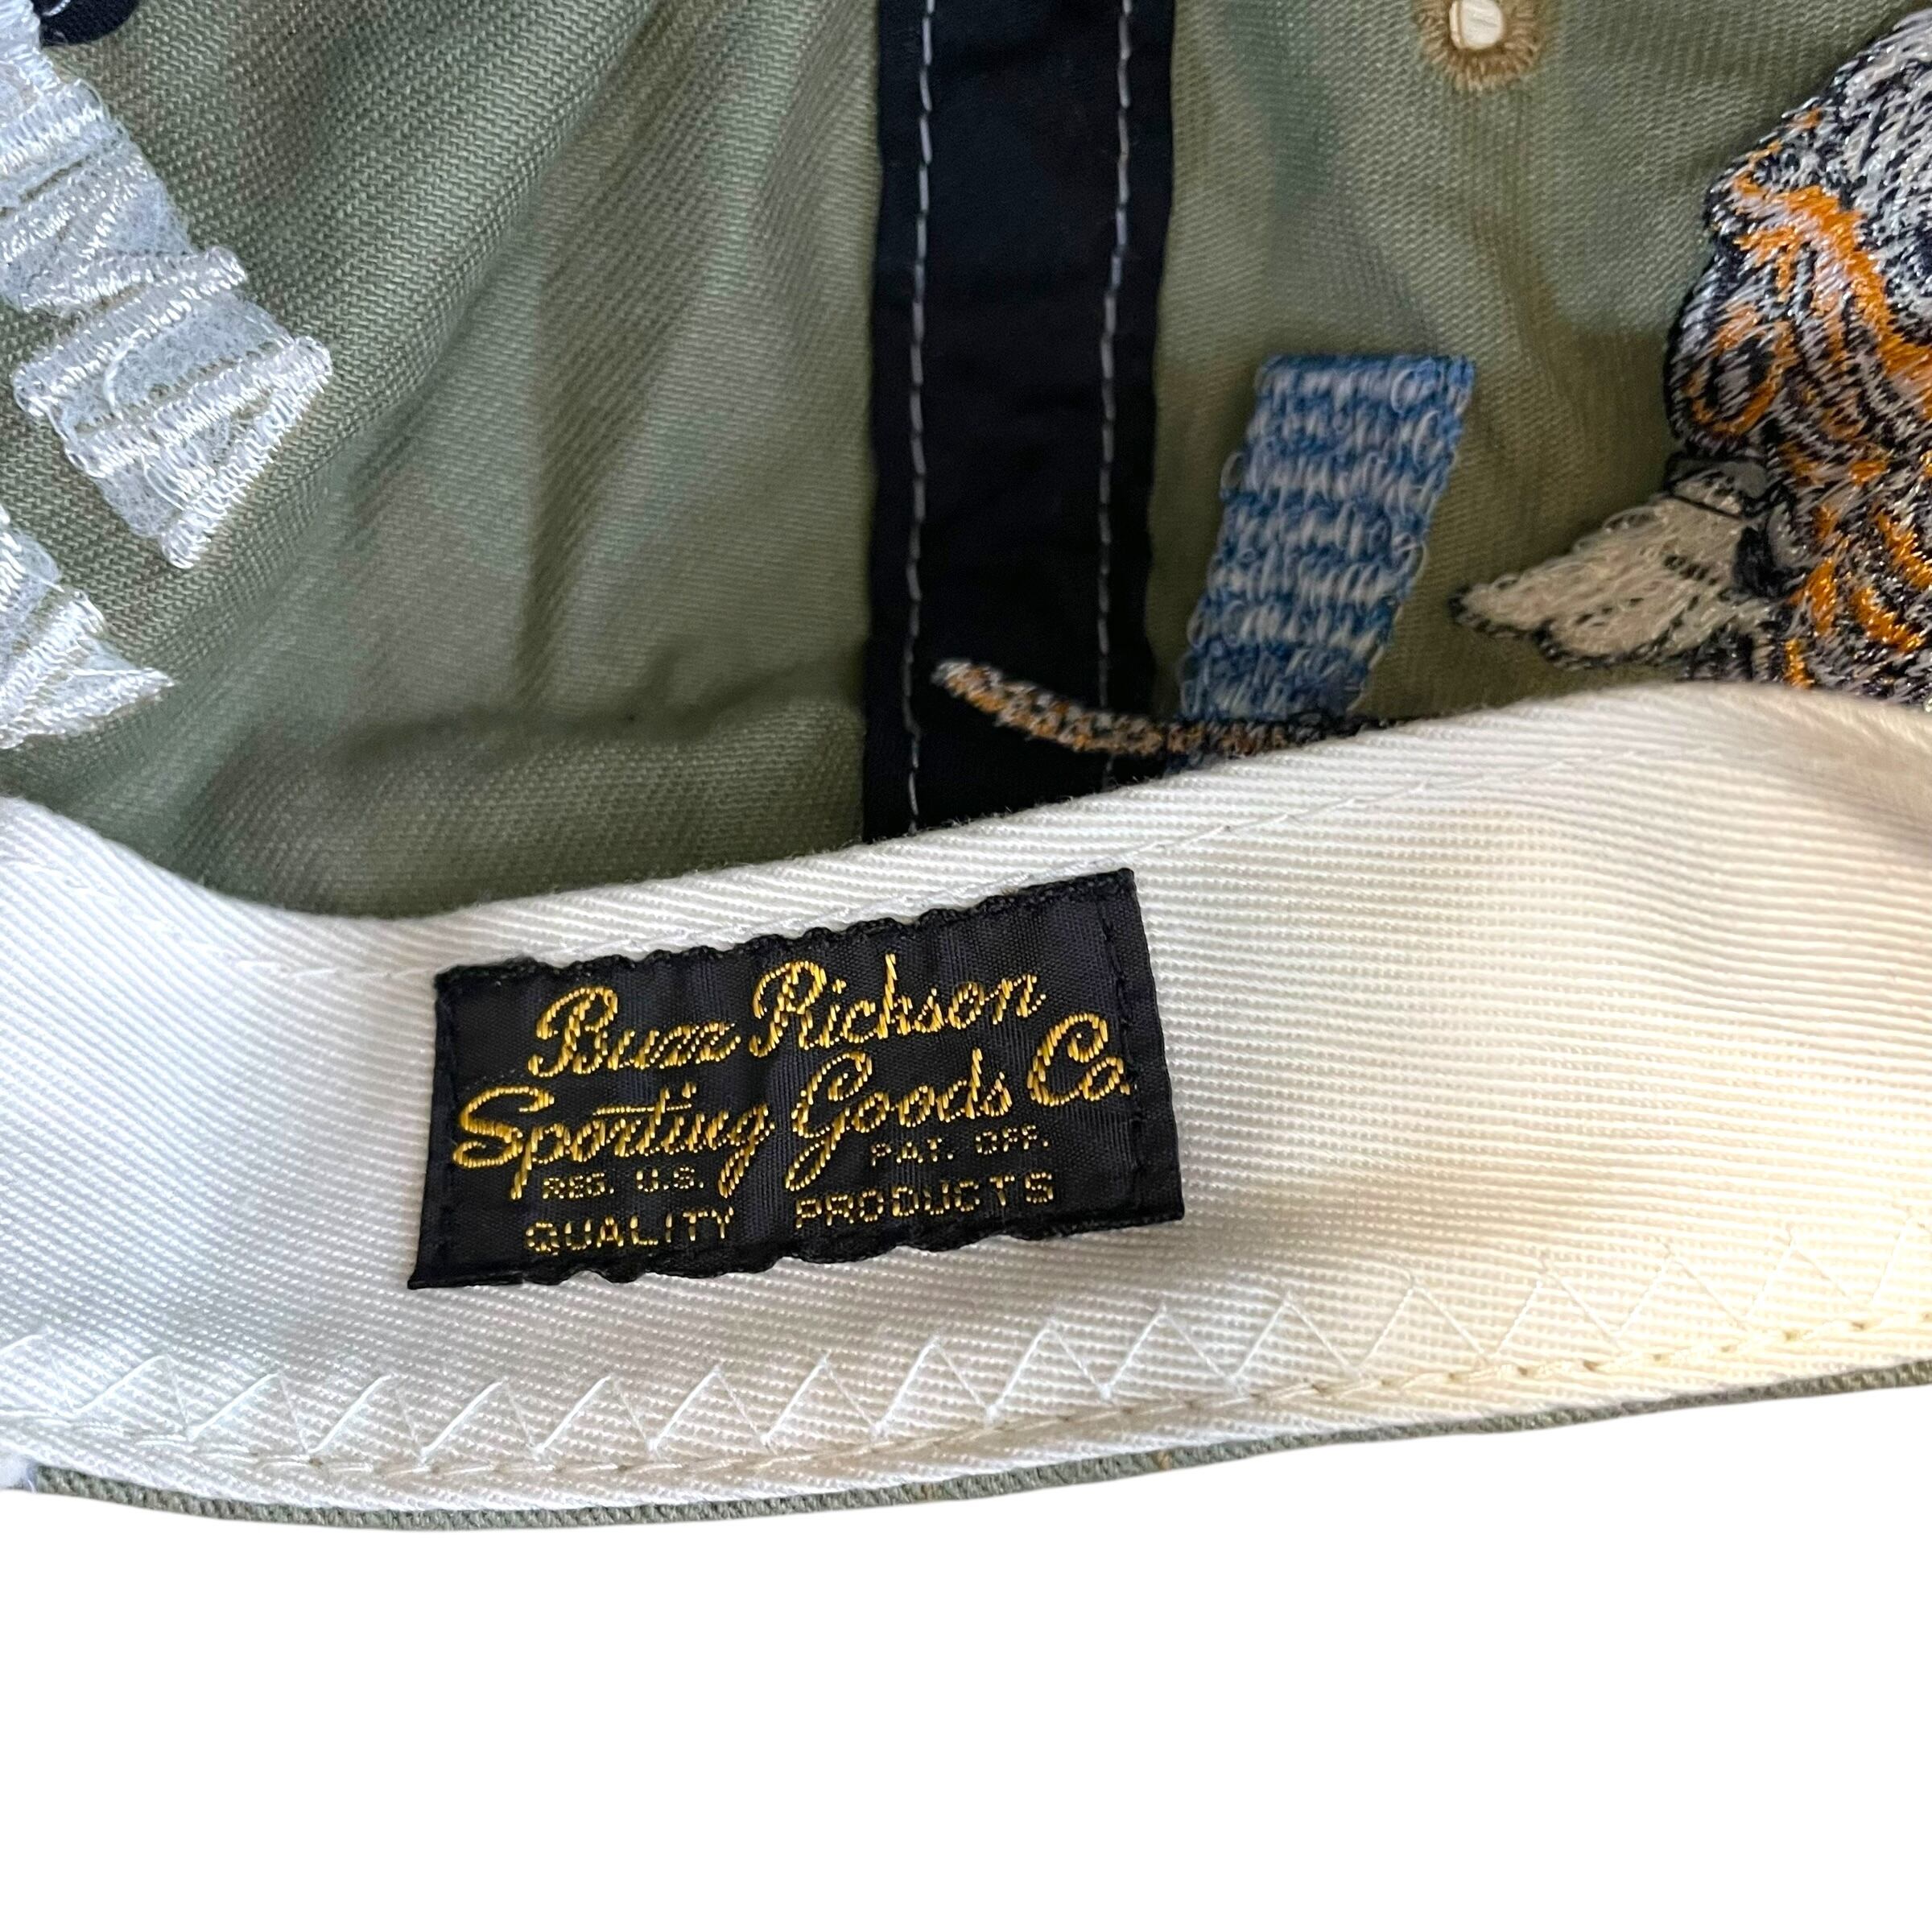 Buzz Rickson
Sporting Goods Co.
REG. U.S. PAT. OFF.
QUALITY PRODUCTS